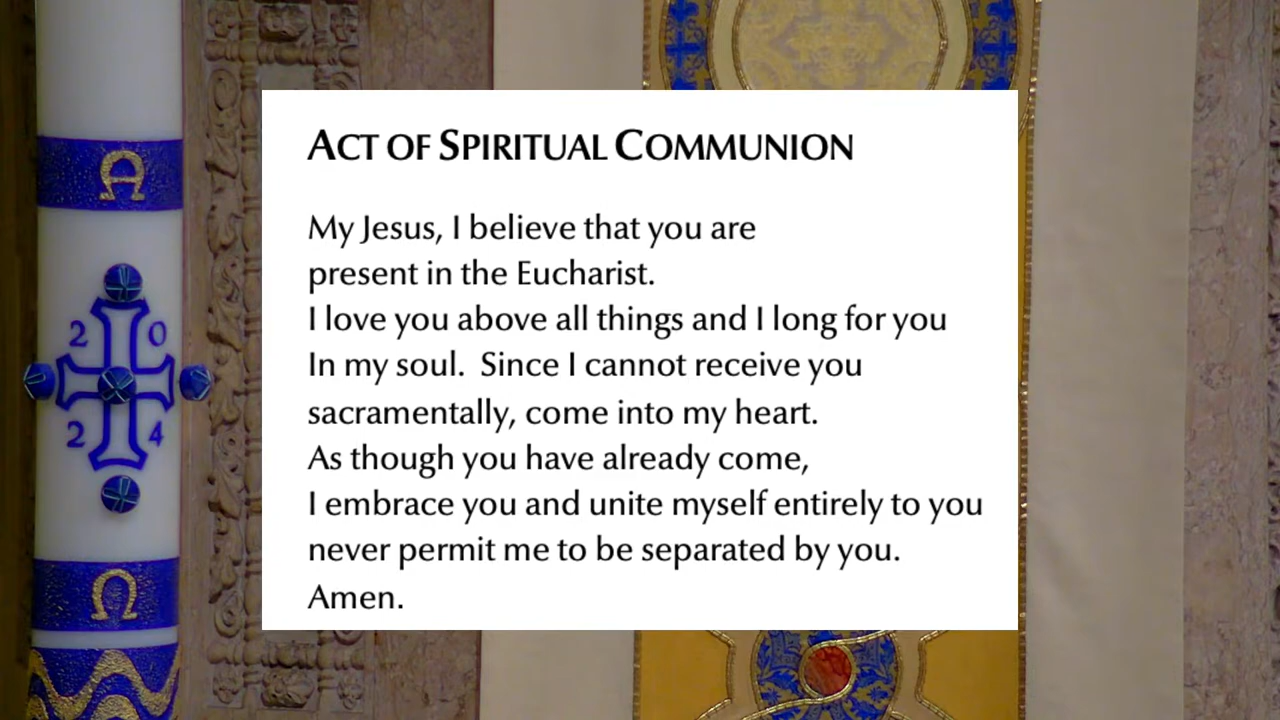 Α
2 0
2 4
Ω
ACT OF SPIRITUAL COMMUNION
My Jesus, I believe that you are
present in the Eucharist.
I love you above all things and I long for you
In my soul. Since I cannot receive you
sacramentally, come into my heart.
As though you have already come,
I embrace you and unite myself entirely to you
never permit me to be separated by you.
Amen.